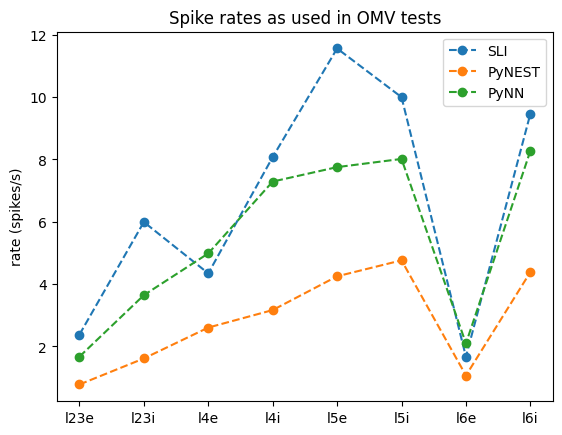 Spike rates as used in OMV tests
rate (spikes/s)
12
10
8
6
4
2
SLI
PyNEST
PyNN
l23e l23i l4e l4i l5e l5i l6e l6i